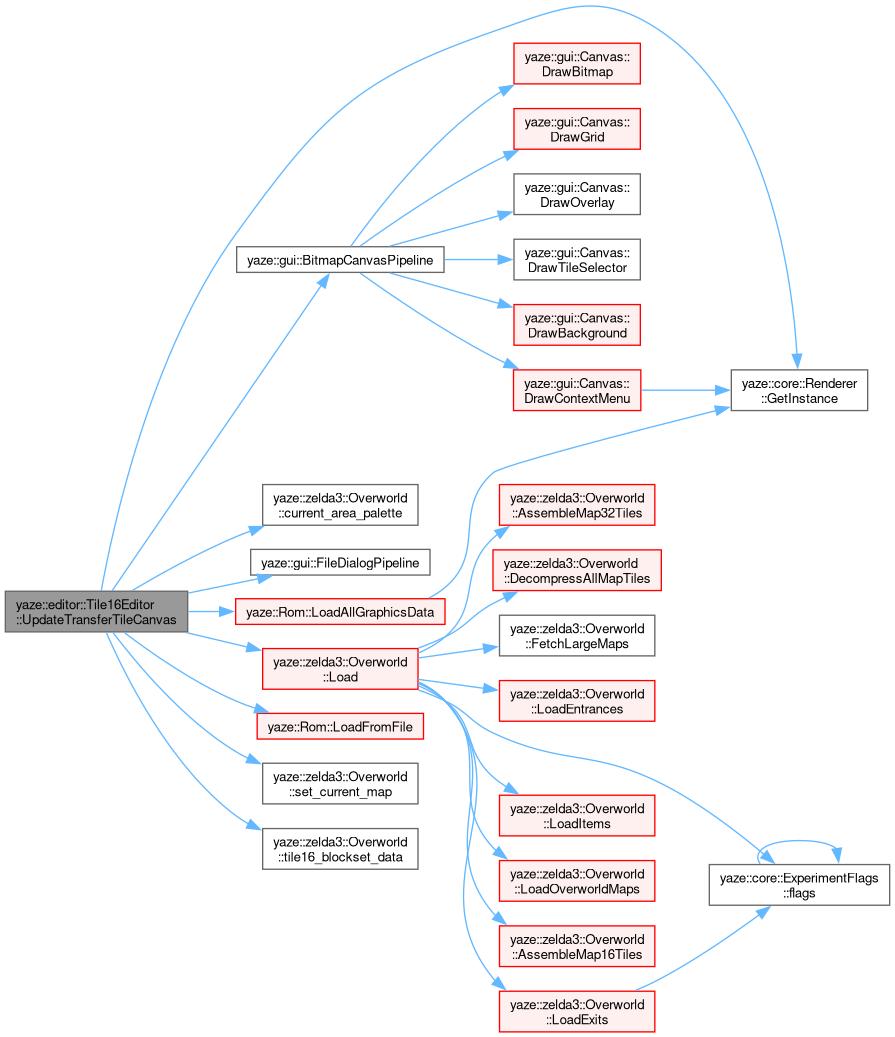 yaze::gui::Canvas::
DrawBitmap
yaze::gui::Canvas::
DrawGrid
yaze::gui::Canvas::
DrawOverlay
yaze::gui::BitmapCanvasPipeline
yaze::gui::Canvas::
DrawTileSelector
yaze::gui::Canvas::
DrawBackground
yaze::gui::Canvas::
DrawContextMenu
yaze::core::Renderer
::GetInstance
yaze::zelda3::Overworld
::current_area_palette
yaze::zelda3::Overworld
::AssembleMap32Tiles
yaze::gui::FileDialogPipeline
yaze::zelda3::Overworld
::DecompressAllMapTiles
yaze::editor::Tile16Editor
::UpdateTransferTileCanvas
yaze::Rom::LoadAllGraphicsData
yaze::zelda3::Overworld
::FetchLargeMaps
yaze::zelda3::Overworld
::Load
yaze::zelda3::Overworld
::LoadEntrances
yaze::Rom::LoadFromFile
yaze::zelda3::Overworld
::set_current_map
yaze::zelda3::Overworld
::LoadItems
yaze::zelda3::Overworld
::tile16_blockset_data
yaze::zelda3::Overworld
::LoadOverworldMaps
yaze::core::ExperimentFlags
::flags
yaze::zelda3::Overworld
::AssembleMap16Tiles
yaze::zelda3::Overworld
::LoadExits